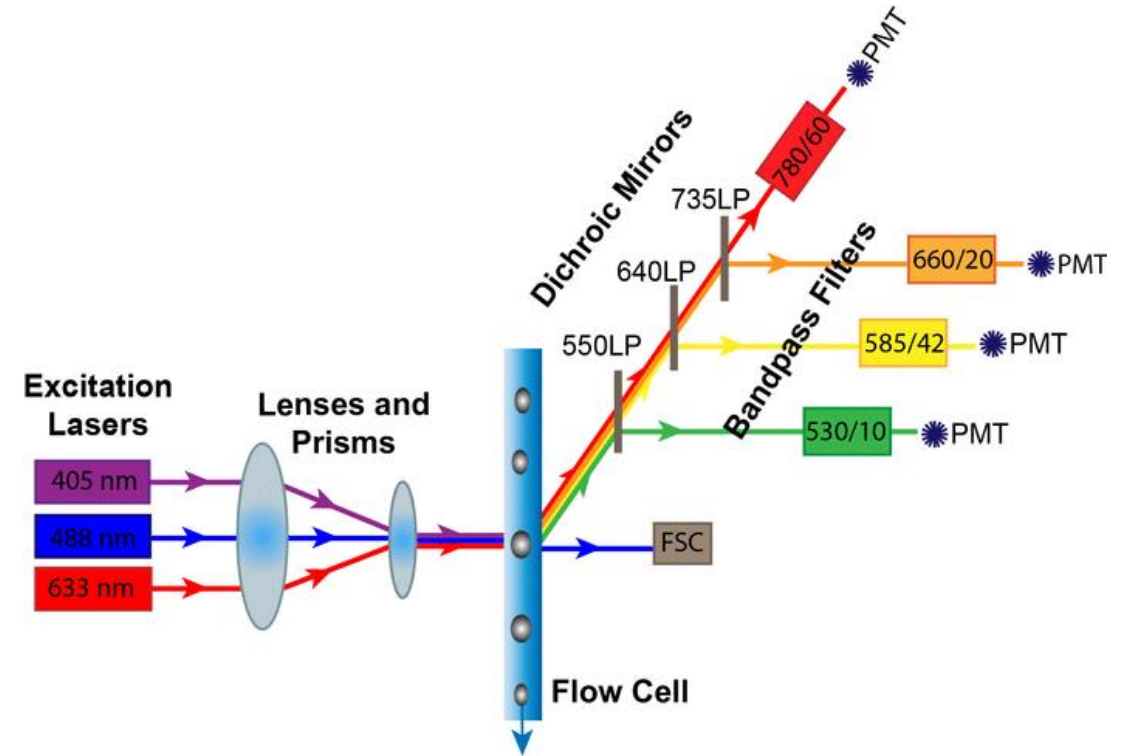 PMT
780/60
Dichroic Mirrors
735LP
660/20
PMT
640LP
Bandpass Filters
585/42
PMT
550LP
530/10
PMT
Excitation
Lasers
Lenses and
Prisms
405 nm
488 nm
633 nm
FSC
Flow Cell